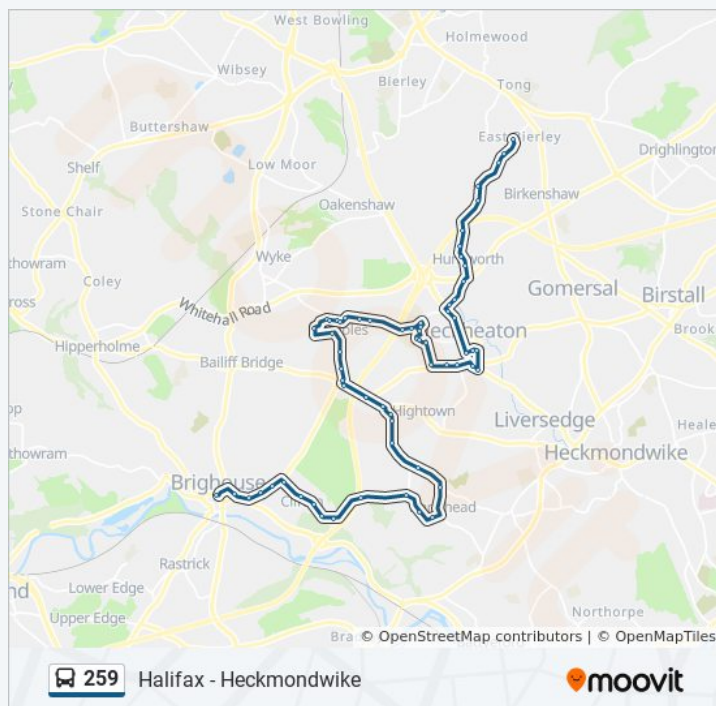 West Bowling
Holmewood
Wibsey
Bierley
Tong
Buttershaw
East Bierley
Drighlington
Shelf
Low Moor
Birkenshaw
Stone Chair
Oakenshaw
Wyke
Coley
Gomersal
Birstall
Whitehall Road
Hipperholme
Bailiff Bridge
Hightown
Liversedge
Heckmondwike
Brighouse
Rastrick
Lower Edge
Upper Edge
Northorpe
© OpenStreetMap contributors | © OpenMapTiles
259 Halifax - Heckmondwike moovit